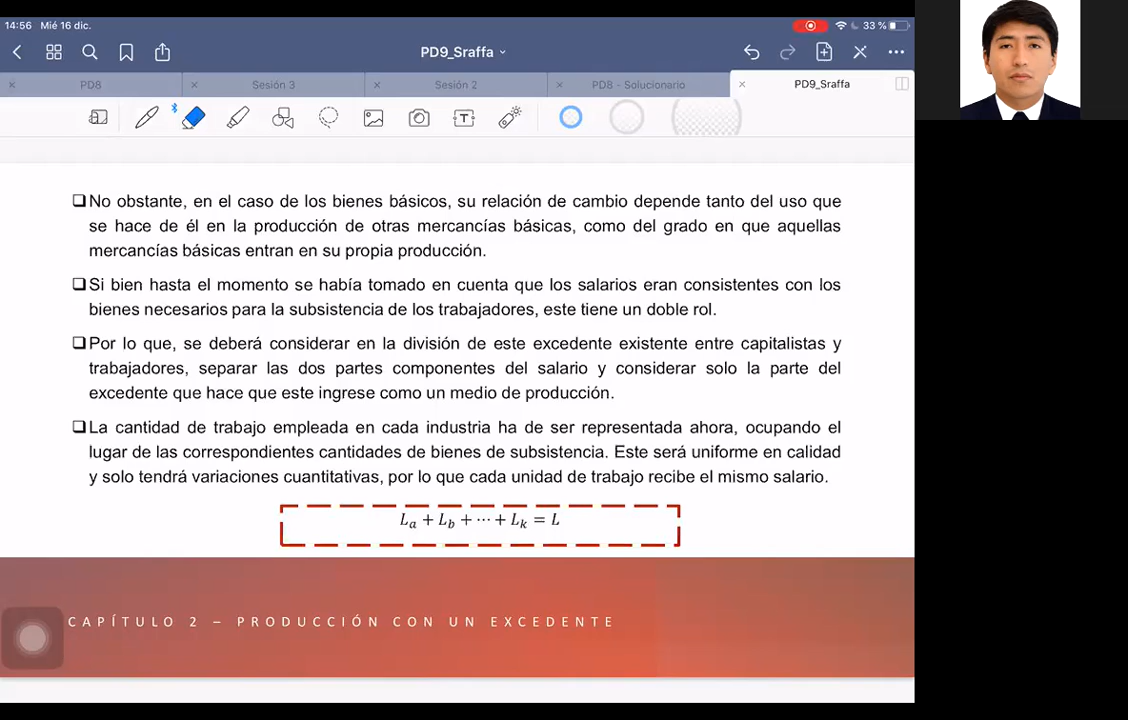 14:56 Mié 16 dic.
33 %
PD9_Sraffa
PD8
Sesión 3
Sesión 2
PD8 - Solucionario
PD9_Sraffa
T
No obstante, en el caso de los bienes básicos, su relación de cambio depende tanto del uso que
se hace de él en la producción de otras mercancías básicas, como del grado en que aquellas
mercancías básicas entran en su propia producción.
Si bien hasta el momento se había tomado en cuenta que los salarios eran consistentes con los
bienes necesarios para la subsistencia de los trabajadores, este tiene un doble rol.
Por lo que, se deberá considerar en la división de este excedente existente entre capitalistas y
trabajadores, separar las dos partes componentes del salario y considerar solo la parte del
excedente que hace que este ingrese como un medio de producción.
La cantidad de trabajo empleada en cada industria ha de ser representada ahora, ocupando el
lugar de las correspondientes cantidades de bienes de subsistencia. Este será uniforme en calidad
y solo tendrá variaciones cuantitativas, por lo que cada unidad de trabajo recibe el mismo salario.
Lₐ + L_b + ⋯ + Lₖ = L
CAPÍTULO 2 – PRODUCCIÓN CON UN EXCEDENTE